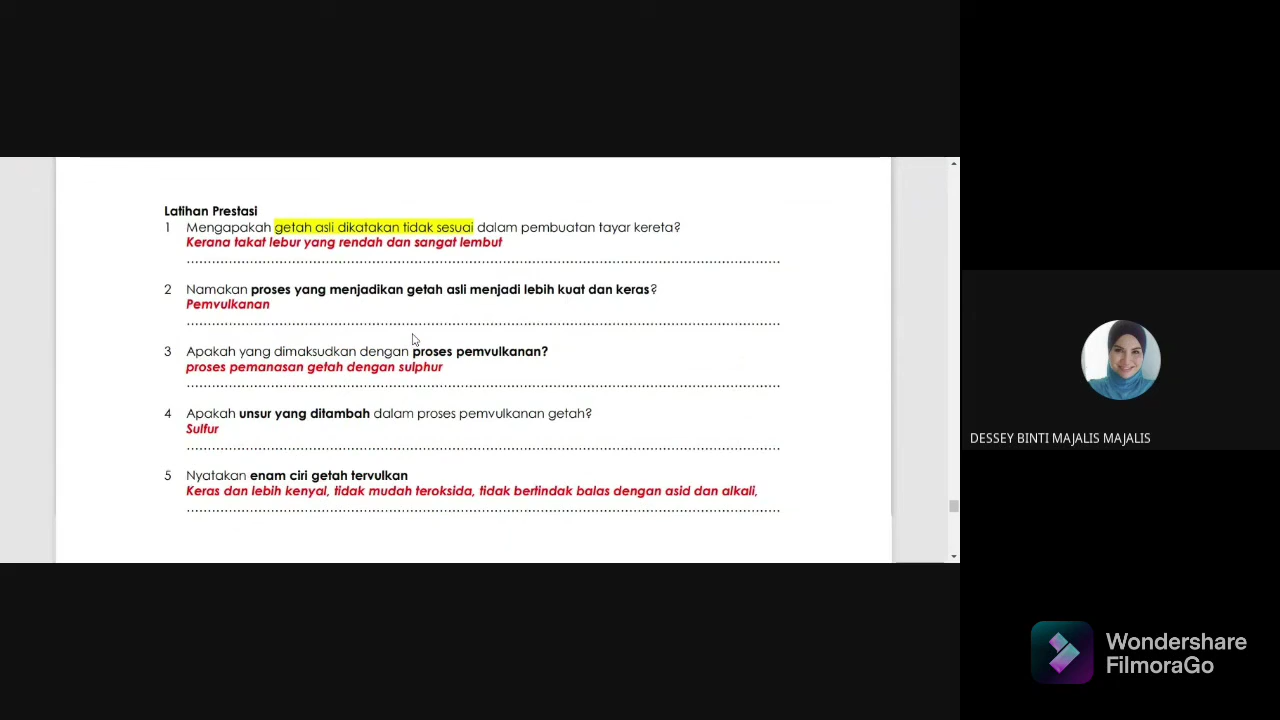 Latihan Prestasi
1 Mengapakah getah asli dikatakan tidak sesuai dalam pembuatan tayar kereta?
Kerana takat lebur yang rendah dan sangat lembut
2 Namakan proses yang menjadikan getah asli menjadi lebih kuat dan keras?
Pemvulkanan
3 Apakah yang dimaksudkan dengan proses pemvulkanan?
proses pemanasan getah dengan sulphur
4 Apakah unsur yang ditambah dalam proses pemvulkanan getah?
Sulfur
5 Nyatakan enam ciri getah tervulkan
Keras dan lebih kenyal, tidak mudah teroksida, tidak bertindak balas dengan asid dan alkali,
DESSEY BINTI MAJALIS MAJALIS
Wondershare
FilmoraGo